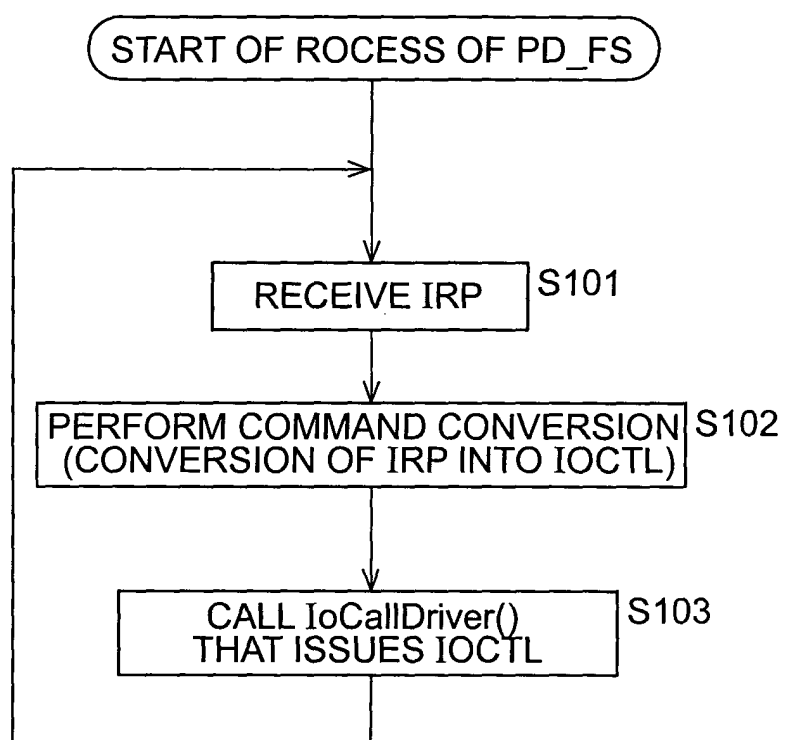 START OF ROCESS OF PD_FS
RECEIVE IRP
S101
PERFORM COMMAND CONVERSION
(CONVERSION OF IRP INTO IOCTL)
S102
CALL IoCallDriver()
THAT ISSUES IOCTL
S103